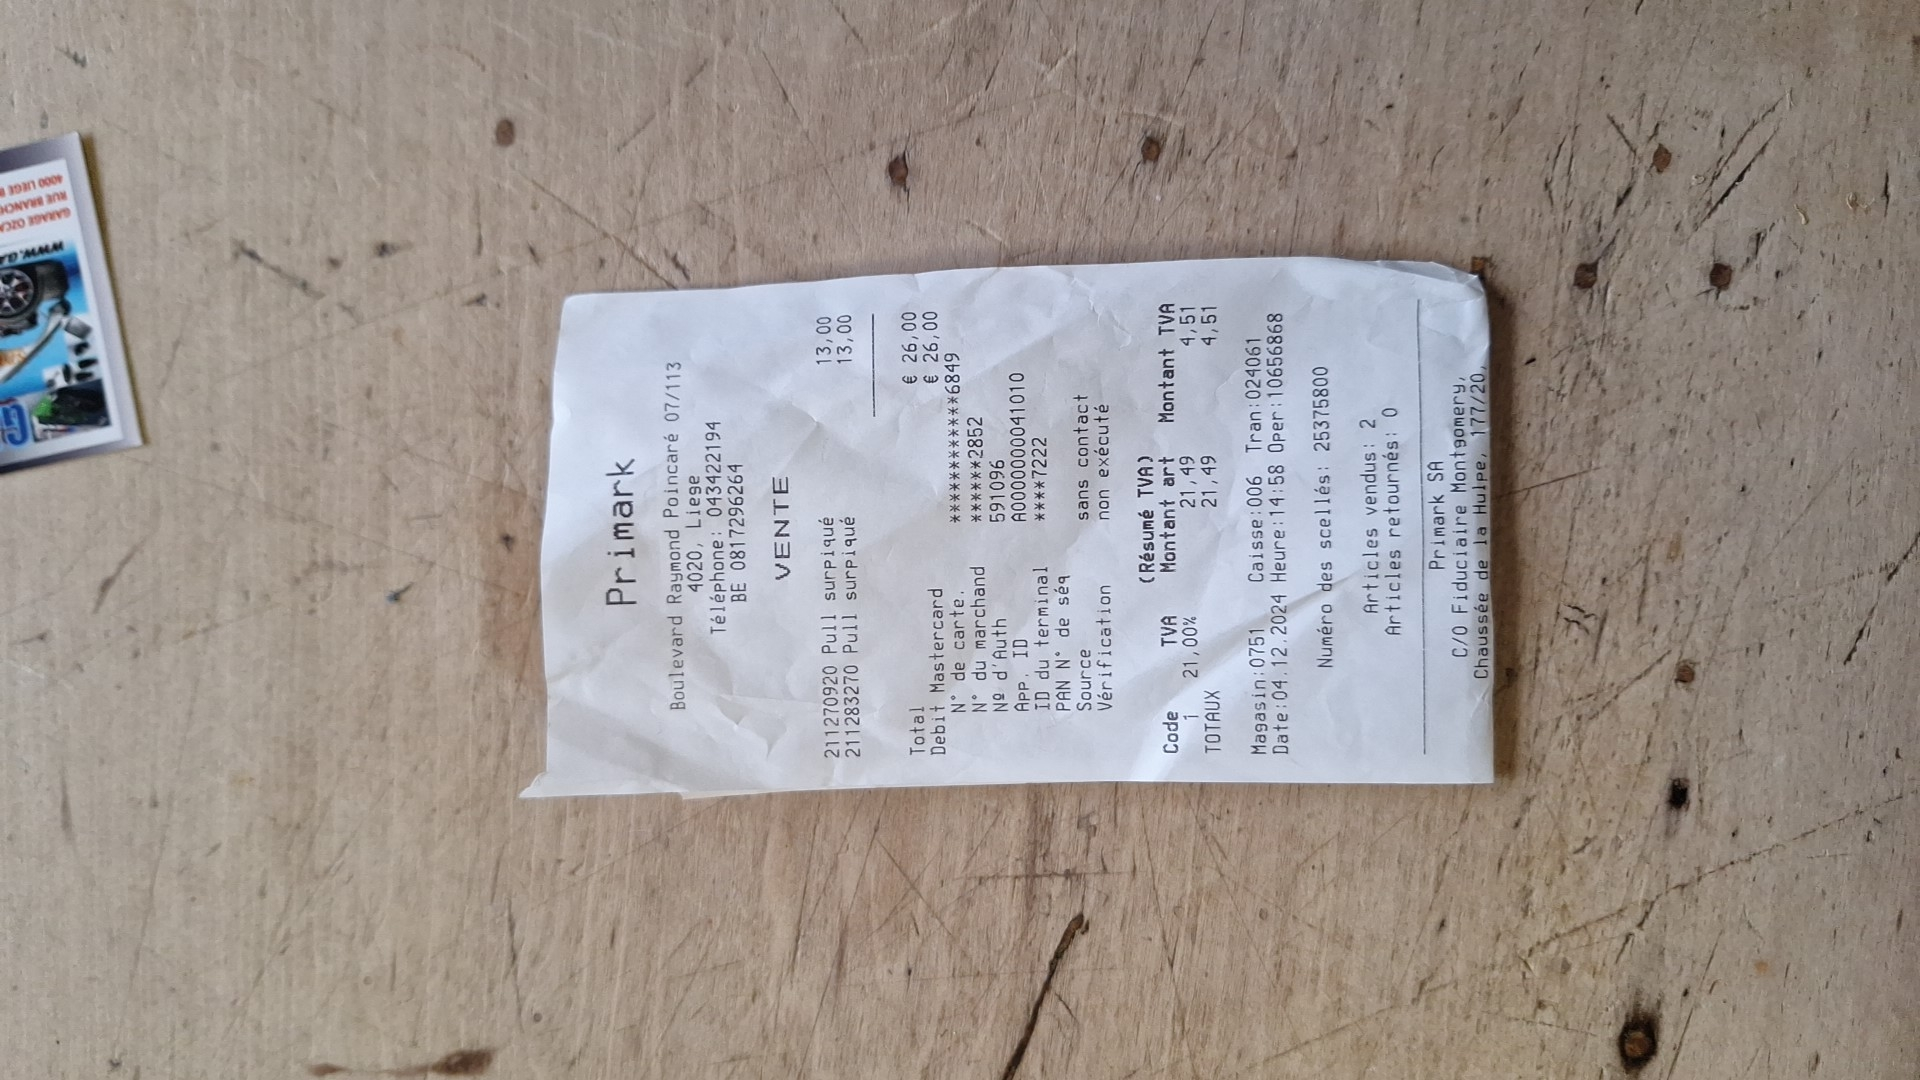 Primark
Boulevard Raymond Poincaré 07/113
4020, Liege
Téléphone: 043422194
BE 0817296264
VENTE
211270920 Pull surpiqué 13,00
211283270 Pull surpiqué 13,00
Total € 26,00
Debit Mastercard € 26,00
N° de carte. ************6849
N° du marchand ******2852
Nº d'Auth 591096
App. ID A0000000041010
ID du terminal ****7222
PAN N° de séq
Source sans contact
Vérification non exécuté
(Résumé TVA)
Code TVA Montant art Montant TVA
1 21,00% 21,49 4,51
TOTAUX 21,49 4,51
Magasin:0751 Caisse:006 Tran:024061
Date:04.12.2024 Heure:14:58 Oper:10656868
Numéro des scellés: 25375800
Articles vendus: 2
Articles retournés: 0
Primark SA
C/O Fiduciaire Montgomery,
Chaussée de la Hulpe, 177/20,
GARAGE
RUE
4000 LIEGE